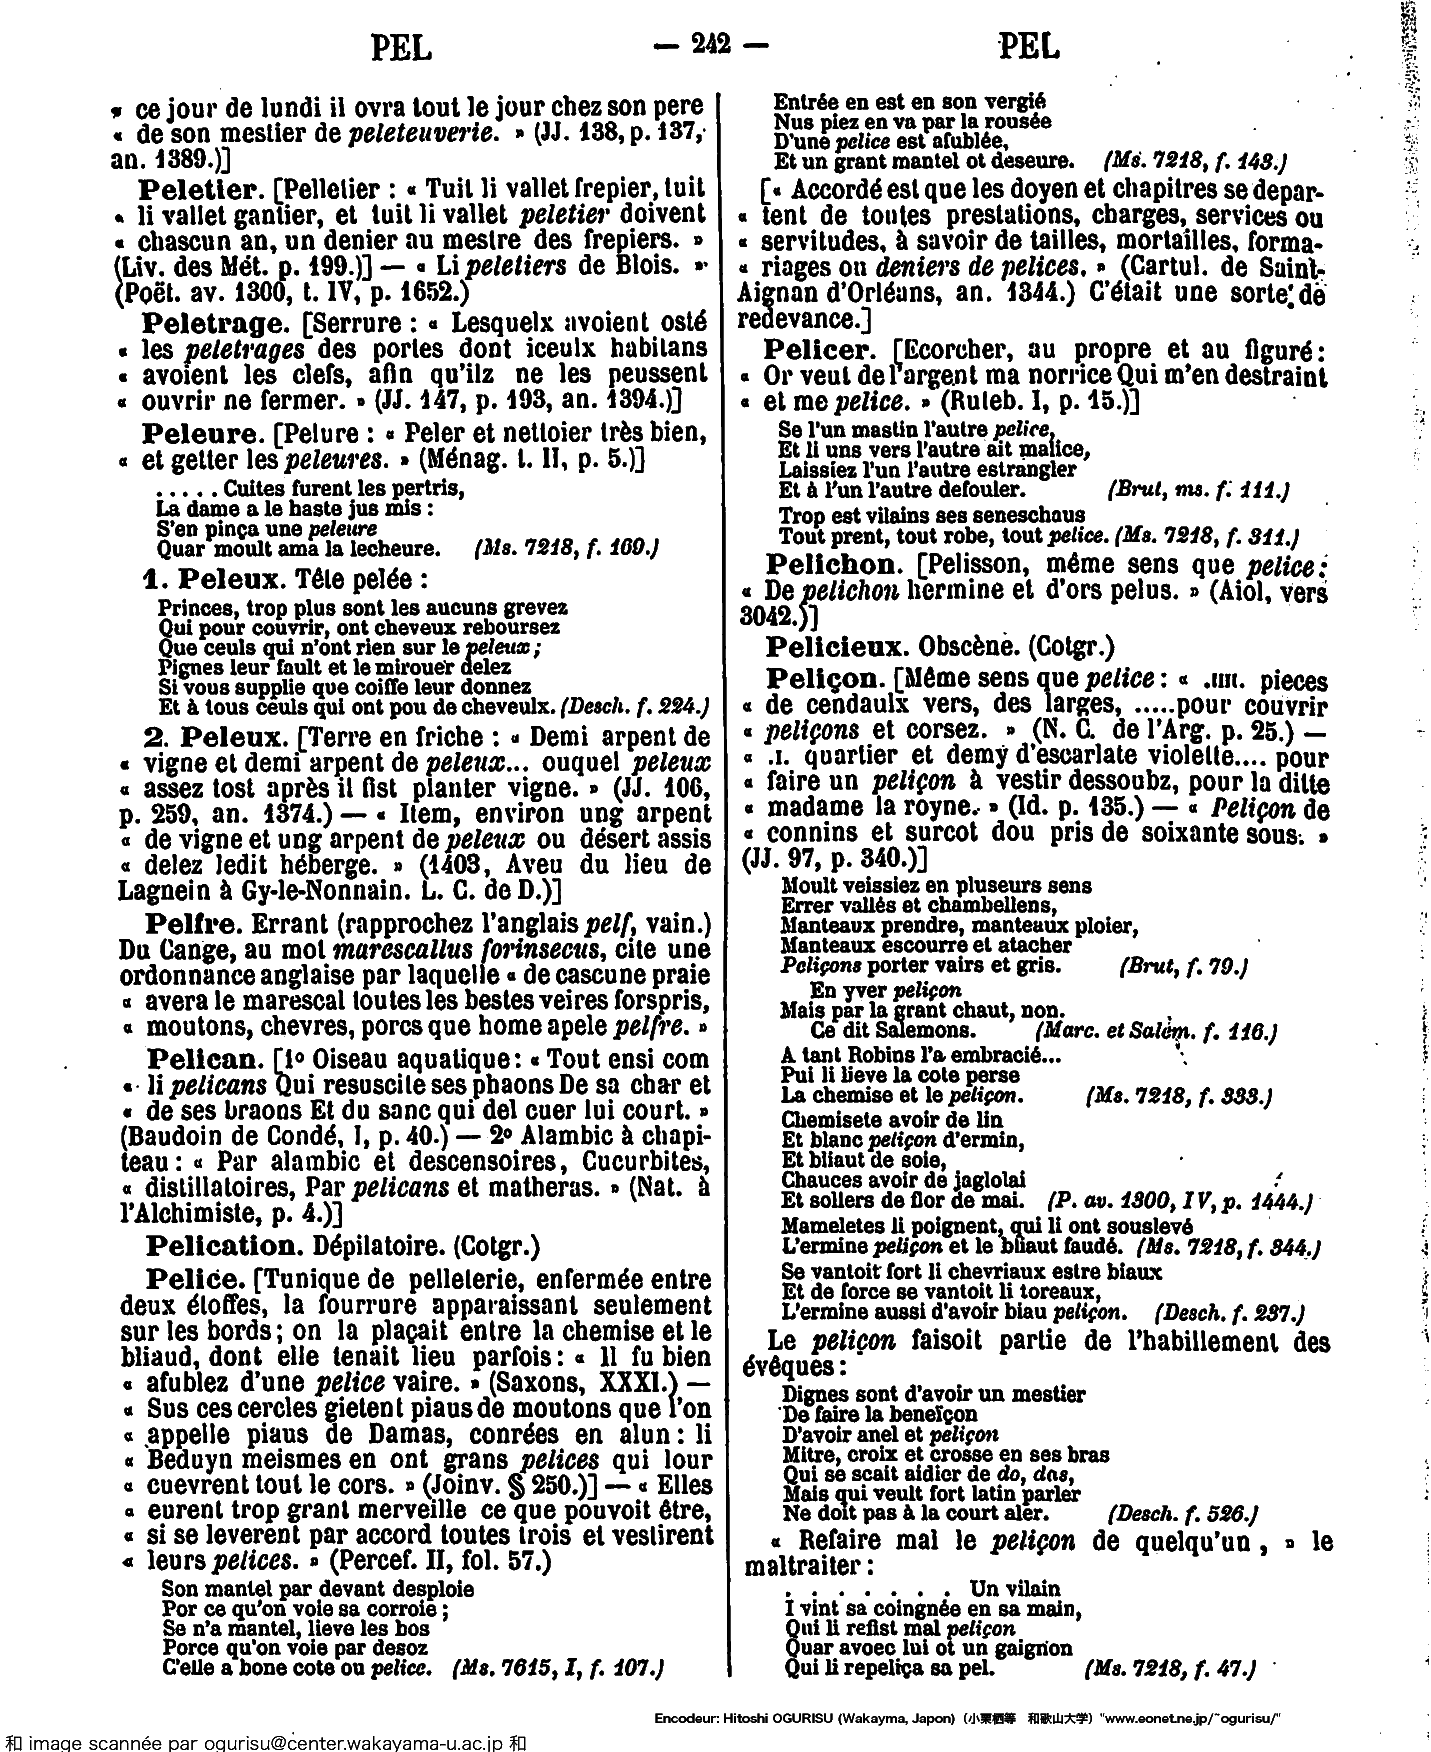 PEL — 242 — PEL
« ce jour de lundi il ovra tout le jour chez son pere
« de son mestier de peleteuverie. » (JJ. 138, p. 137,
an. 1389.)]
Peletier. [Pelletier : « Tuit li vallet frepier, tuit
« li vallet gantier, et tuit li vallet peletier doivent
« chascun an, un denier au mestre des frepiers. »
(Liv. des Mét. p. 199.)] — « Li peletiers de Blois. »
(Poët. av. 1300, t. IV, p. 1652.)
Peletrage. [Serrure : « Lesquelx avoient osté
« les peletrages des portes dont iceulx habitans
« avoient les clefs, afin qu'ilz ne les peussent
« ouvrir ne fermer. » (JJ. 147, p. 193, an. 1394.)]
Peleure. [Pelure : « Peler et nettoier très bien,
« et getter les peleures. » (Ménag. t. II, p. 5.)]
..... Cuites furent les pertris,
La dame a le haste jus mis :
S'en pinça une peleure
Quar moult ama la lecheure. (Ms. 7218, f. 169.)
1. Peleux. Tête pelée :
Princes, trop plus sont les aucuns grevez
Qui pour couvrir, ont cheveux reboursez
Que ceuls qui n'ont rien sur le peleux ;
Pignes leur fault et le mirouer delez
Si vous supplie que coiffe leur donnez
Et à tous ceuls qui ont pou de cheveulx. (Desch. f. 224.)
2. Peleux. [Terre en friche : « Demi arpent de
« vigne et demi arpent de peleux... ouquel peleux
« assez tost après il fist planter vigne. » (JJ. 106,
p. 259, an. 1374.) — « Item, environ ung arpent
« de vigne et ung arpent de peleux ou désert assis
« delez ledit héberge. » (1403, Aveu du lieu de
Lagnein à Gy-le-Nonnain. L. C. de D.)]
Pelfre. Errant (rapprochez l'anglais pelf, vain.)
Du Cange, au mot marescallus forinsecus, cite une
ordonnance anglaise par laquelle « de cascune praie
« avera le marescal toutes les bestes veires forspris,
« moutons, chevres, porcs que home apele pelfre. »
Pelican. [1º Oiseau aquatique : « Tout ensi com
« li pelicans Qui resuscite ses phaons De sa char et
« de ses braons Et du sanc qui del cuer lui court. »
(Baudoin de Condé, I, p. 40.) — 2º Alambic à chapi-
teau : « Par alambic et descensoires, Cucurbites,
« distillatoires, Par pelicans et matheras. » (Nat. à
l'Alchimiste, p. 4.)]
Pelication. Dépilatoire. (Cotgr.)
Pelice. [Tunique de pelleterie, enfermée entre
deux étoffes, la fourrure apparaissant seulement
sur les bords ; on la plaçait entre la chemise et le
bliaud, dont elle tenait lieu parfois : « Il fu bien
« afublez d'une pelice vaire. » (Saxons, XXXI.) —
« Sus ces cercles gietent piaus de moutons que l'on
« appelle piaus de Damas, conrées en alun : li
« Beduyn meismes en ont grans pelices qui lour
« cuevrent tout le cors. » (Joinv. § 250.)] — « Elles
« eurent trop grant merveille ce que pouvoit être,
« si se leverent par accord toutes trois et vestirent
« leurs pelices. » (Percef. II, fol. 57.)
Son mantel par devant desploie
Por ce qu'on voie sa corroie ;
Se n'a mantel, lieve les bos
Porce qu'on voie par desoz
C'elle a bone cote ou pelice. (Ms. 7615, I, f. 107.)
Entrée en est en son vergié
Nus piez en va par la rousée
D'une pelice est afublée,
Et un grant mantel ot deseure. (Ms. 7218, f. 143.)
[« Accordé est que les doyen et chapitres se depar-
« tent de toutes prestations, charges, services ou
« servitudes, à savoir de tailles, mortailles, forma-
« riages ou deniers de pelices. » (Cartul. de Saint-
Aignan d'Orléans, an. 1344.) C'était une sorte de
redevance.]
Pelicer. [Ecorcher, au propre et au figuré :
« Or veut de l'argent ma norrice Qui m'en destraint
« et me pelice. » (Ruteb. I, p. 15.)]
Se l'un mastin l'autre pelice,
Et li uns vers l'autre ait malice,
Laissiez l'un l'autre estrangler
Et à l'un l'autre defouler. (Brut, ms. f. 111.)
Trop est vilains ses seneschaus
Tout prent, tout robe, tout pelice. (Ms. 7218, f. 311.)
Pelichon. [Pelisson, même sens que pelice :
« De pelichon hermine et d'ors pelus. » (Aiol, vers
3042.)]
Pelicieux. Obscène. (Cotgr.)
Peliçon. [Même sens que pelice : « .IIII. pieces
« de cendaulx vers, des larges, .....pour couvrir
« peliçons et corsez. » (N. C. de l'Arg. p. 25.) —
« .I. quartier et demy d'escarlate violette.... pour
« faire un peliçon à vestir dessoubz, pour la ditte
« madame la royne. » (Id. p. 135.) — « Peliçon de
« connins et surcot dou pris de soixante sous. »
(JJ. 97, p. 340.)]
Moult veissiez en pluseurs sens
Errer vallés et chambellens,
Manteaux prendre, manteaux ploier,
Manteaux escourre et atacher
Peliçons porter vairs et gris. (Brut, f. 79.)
En yver peliçon
Mais par la grant chaut, non.
Ce dit Salemons. (Marc. et Salem. f. 116.)
A tant Robins l'a embracié...
Pui li lieve la cote perse
La chemise et le peliçon. (Ms. 7218, f. 333.)
Chemisete avoir de lin
Et blanc peliçon d'ermin,
Et bliaut de soie,
Chauces avoir de jaglolai
Et sollers de flor de mai. (P. av. 1300, IV, p. 1444.)
Mameletes li poignent, qui li ont souslevé
L'ermine peliçon et le bliaut faudé. (Ms. 7218, f. 344.)
Se vantoit fort li chevriaux estre biaux
Et de force se vantoit li toreaux,
L'ermine aussi d'avoir biau peliçon. (Desch. f. 237.)
Le peliçon faisoit partie de l'habillement des
évêques :
Dignes sont d'avoir un mestier
De faire la beneïçon
D'avoir anel et peliçon
Mitre, croix et crosse en ses bras
Qui se scait aidier de do, das,
Mais qui veult fort latin parler
Ne doit pas à la court aler. (Desch. f. 526.)
« Refaire mal le peliçon de quelqu'un, » le
maltraiter :
. . . . . . . Un vilain
I vint sa coingnée en sa main,
Qui li refist mal peliçon
Quar avoec lui ot un gaignon
Qui li repeliça sa pel. (Ms. 7218, f. 47.)
Encodeur: Hitoshi OGURISU (Wakayma, Japon) (小栗栖等 和歌山大学) "www.eonet.ne.jp/~ogurisu/"
和 image scannée par ogurisu@center.wakayama-u.ac.jp 和